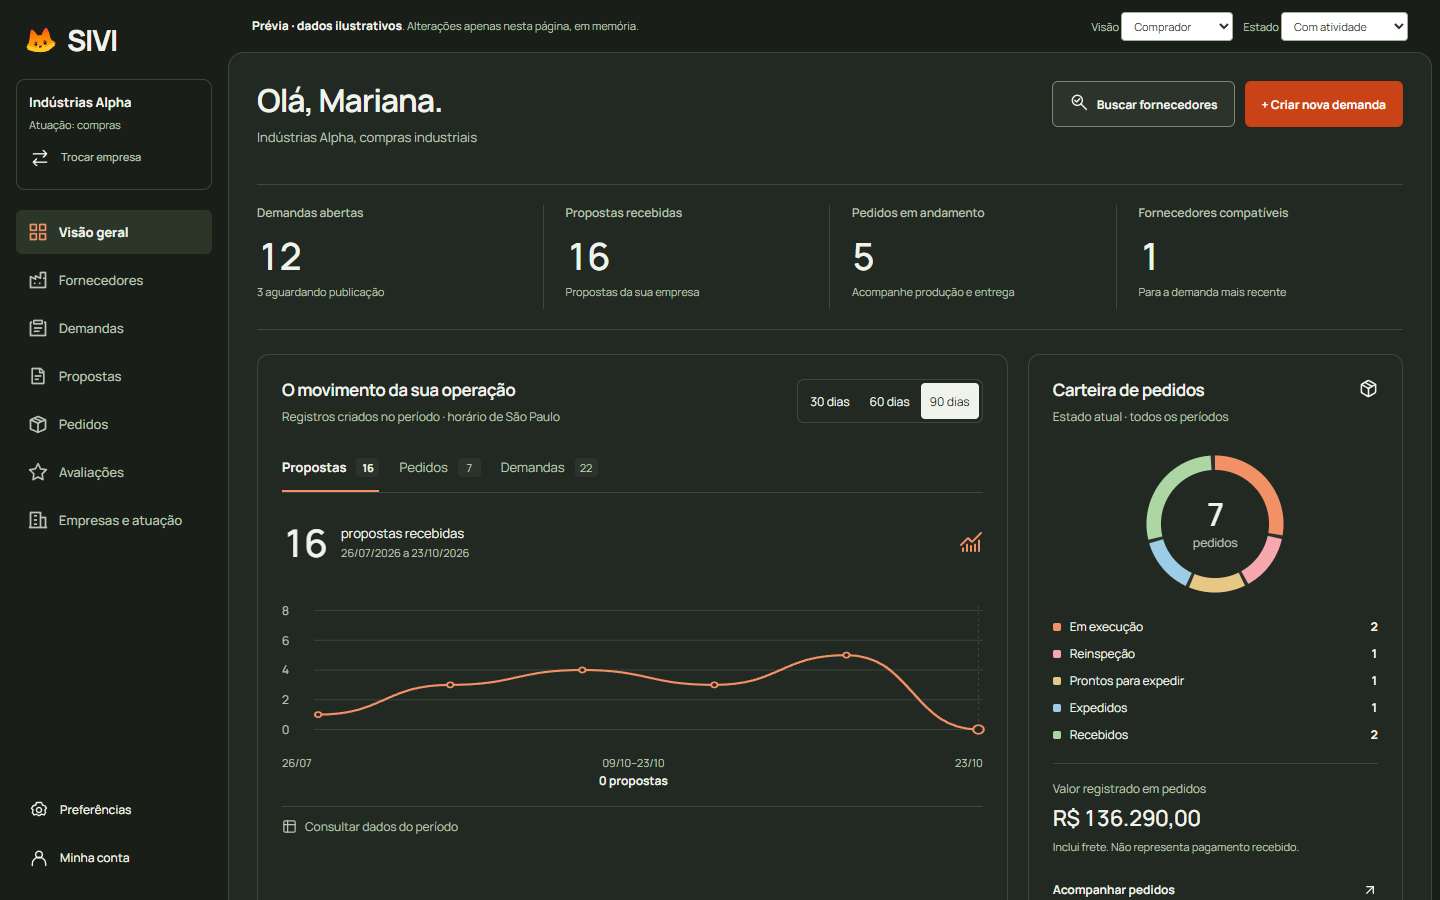 SIVI
Prévia · dados ilustrativos. Alterações apenas nesta página, em memória.
Visão Comprador
Estado Com atividade
Indústrias Alpha
Atuação: compras
Trocar empresa
Visão geral
Fornecedores
Demandas
Propostas
Pedidos
Avaliações
Empresas e atuação
Preferências
Minha conta
Olá, Mariana.
Indústrias Alpha, compras industriais
Buscar fornecedores
+ Criar nova demanda
Demandas abertas
12
3 aguardando publicação
Propostas recebidas
16
Propostas da sua empresa
Pedidos em andamento
5
Acompanhe produção e entrega
Fornecedores compatíveis
1
Para a demanda mais recente
O movimento da sua operação
Registros criados no período · horário de São Paulo
30 dias 60 dias 90 dias
Propostas 16 Pedidos 7 Demandas 22
16
propostas recebidas
26/07/2026 a 23/10/2026
8
6
4
2
0
26/07 09/10–23/10 23/10
0 propostas
Consultar dados do período
Carteira de pedidos
Estado atual · todos os períodos
7
pedidos
Em execução 2
Reinspeção 1
Prontos para expedir 1
Expedidos 1
Recebidos 2
Valor registrado em pedidos
R$ 136.290,00
Inclui frete. Não representa pagamento recebido.
Acompanhar pedidos